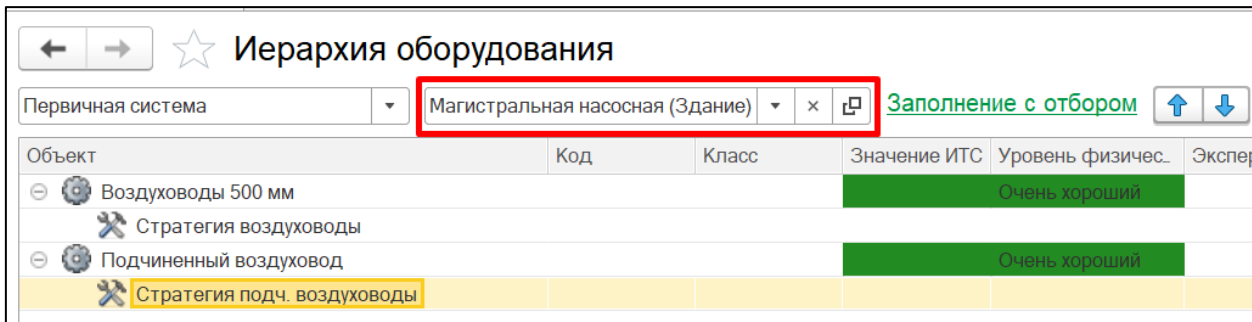 Иерархия оборудования
Первичная система Магистральная насосная (Здание) Заполнение с отбором
Объект Код Класс Значение ИТС Уровень физичес... Экспер
Воздуховоды 500 мм Очень хороший
Стратегия воздуховоды
Подчиненный воздуховод Очень хороший
Стратегия подч. воздуховоды